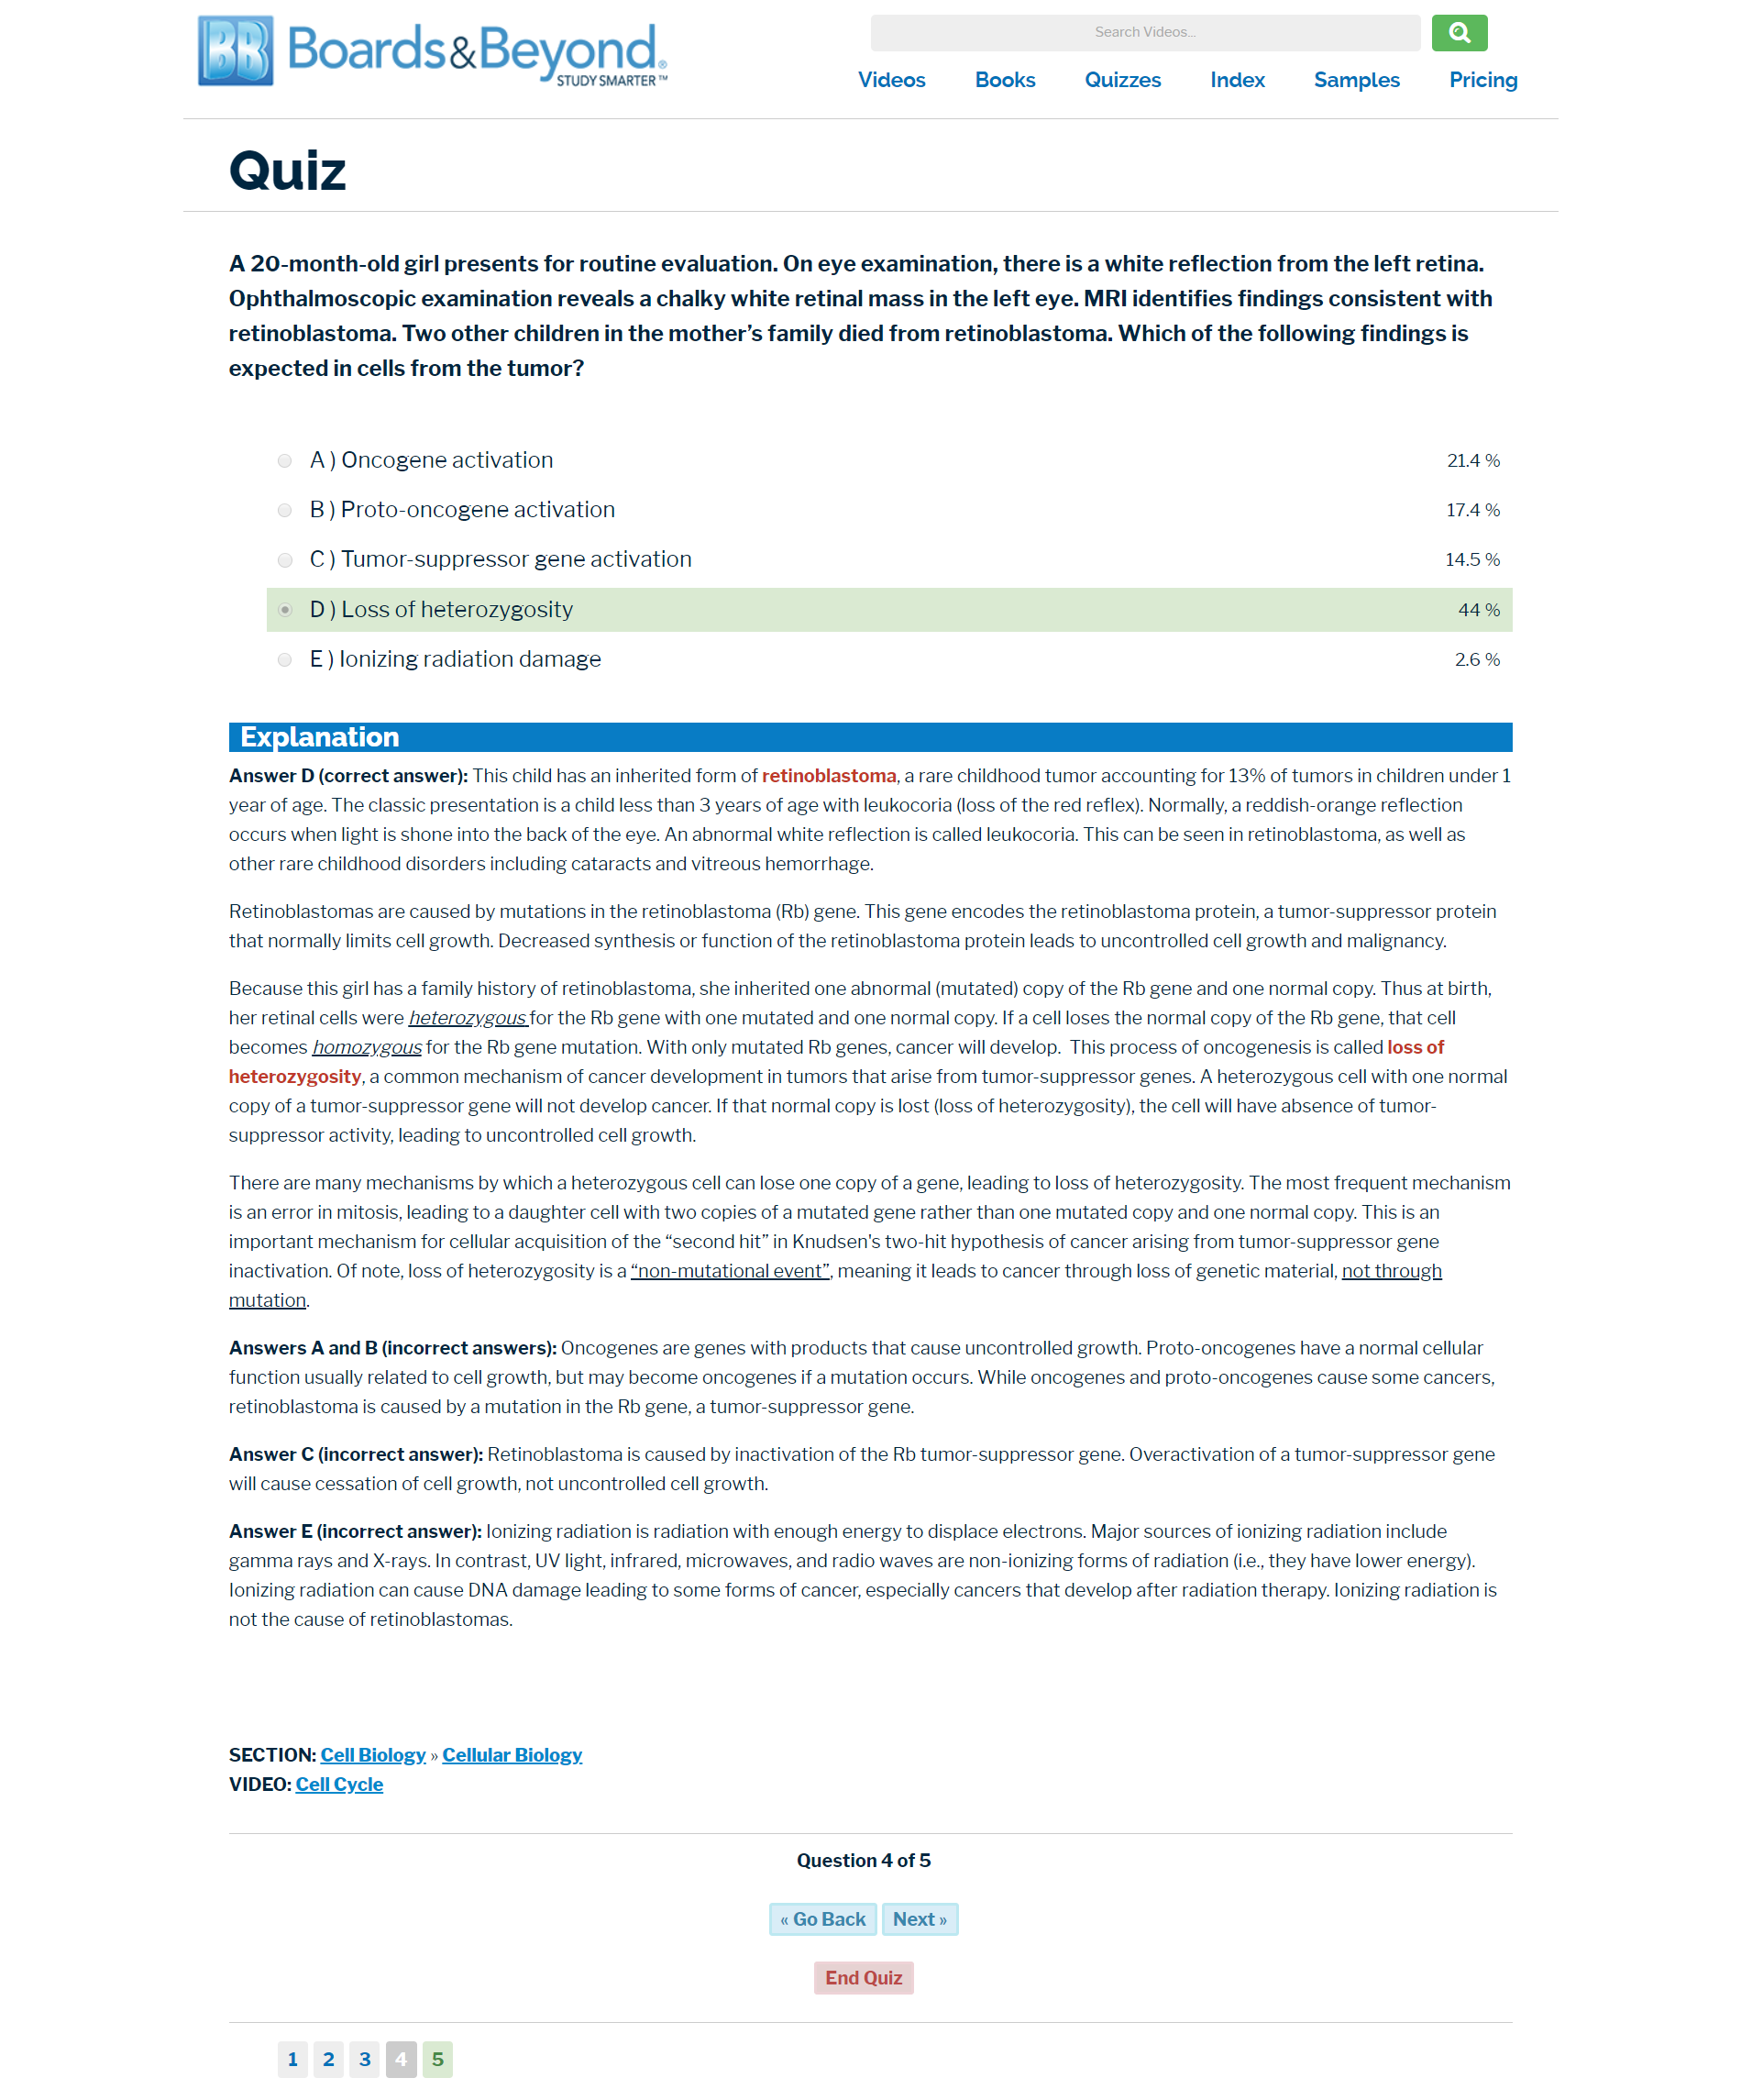 BB Boards&Beyond®
STUDY SMARTER™
Search Videos...
Videos Books Quizzes Index Samples Pricing
Quiz
A 20-month-old girl presents for routine evaluation. On eye examination, there is a white reflection from the left retina.
Ophthalmoscopic examination reveals a chalky white retinal mass in the left eye. MRI identifies findings consistent with
retinoblastoma. Two other children in the mother’s family died from retinoblastoma. Which of the following findings is
expected in cells from the tumor?
A ) Oncogene activation 21.4 %
B ) Proto-oncogene activation 17.4 %
C ) Tumor-suppressor gene activation 14.5 %
D ) Loss of heterozygosity 44 %
E ) Ionizing radiation damage 2.6 %
Explanation
Answer D (correct answer): This child has an inherited form of retinoblastoma, a rare childhood tumor accounting for 13% of tumors in children under 1
year of age. The classic presentation is a child less than 3 years of age with leukocoria (loss of the red reflex). Normally, a reddish-orange reflection
occurs when light is shone into the back of the eye. An abnormal white reflection is called leukocoria. This can be seen in retinoblastoma, as well as
other rare childhood disorders including cataracts and vitreous hemorrhage.
Retinoblastomas are caused by mutations in the retinoblastoma (Rb) gene. This gene encodes the retinoblastoma protein, a tumor-suppressor protein
that normally limits cell growth. Decreased synthesis or function of the retinoblastoma protein leads to uncontrolled cell growth and malignancy.
Because this girl has a family history of retinoblastoma, she inherited one abnormal (mutated) copy of the Rb gene and one normal copy. Thus at birth,
her retinal cells were heterozygous for the Rb gene with one mutated and one normal copy. If a cell loses the normal copy of the Rb gene, that cell
becomes homozygous for the Rb gene mutation. With only mutated Rb genes, cancer will develop. This process of oncogenesis is called loss of
heterozygosity, a common mechanism of cancer development in tumors that arise from tumor-suppressor genes. A heterozygous cell with one normal
copy of a tumor-suppressor gene will not develop cancer. If that normal copy is lost (loss of heterozygosity), the cell will have absence of tumor-
suppressor activity, leading to uncontrolled cell growth.
There are many mechanisms by which a heterozygous cell can lose one copy of a gene, leading to loss of heterozygosity. The most frequent mechanism
is an error in mitosis, leading to a daughter cell with two copies of a mutated gene rather than one mutated copy and one normal copy. This is an
important mechanism for cellular acquisition of the “second hit” in Knudsen's two-hit hypothesis of cancer arising from tumor-suppressor gene
inactivation. Of note, loss of heterozygosity is a “non-mutational event”, meaning it leads to cancer through loss of genetic material, not through
mutation.
Answers A and B (incorrect answers): Oncogenes are genes with products that cause uncontrolled growth. Proto-oncogenes have a normal cellular
function usually related to cell growth, but may become oncogenes if a mutation occurs. While oncogenes and proto-oncogenes cause some cancers,
retinoblastoma is caused by a mutation in the Rb gene, a tumor-suppressor gene.
Answer C (incorrect answer): Retinoblastoma is caused by inactivation of the Rb tumor-suppressor gene. Overactivation of a tumor-suppressor gene
will cause cessation of cell growth, not uncontrolled cell growth.
Answer E (incorrect answer): Ionizing radiation is radiation with enough energy to displace electrons. Major sources of ionizing radiation include
gamma rays and X-rays. In contrast, UV light, infrared, microwaves, and radio waves are non-ionizing forms of radiation (i.e., they have lower energy).
Ionizing radiation can cause DNA damage leading to some forms of cancer, especially cancers that develop after radiation therapy. Ionizing radiation is
not the cause of retinoblastomas.
SECTION: Cell Biology » Cellular Biology
VIDEO: Cell Cycle
Question 4 of 5
« Go Back Next »
End Quiz
1 2 3 4 5